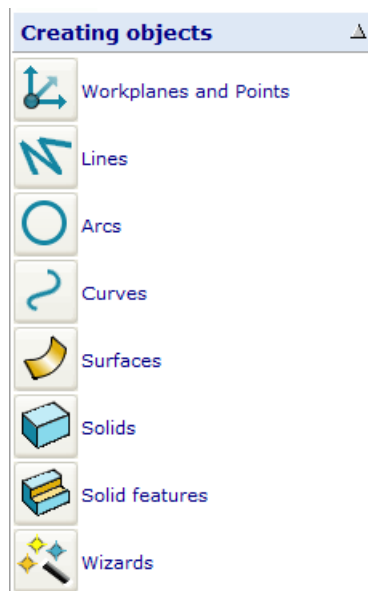 Creating objects
Workplanes and Points
Lines
Arcs
Curves
Surfaces
Solids
Solid features
Wizards